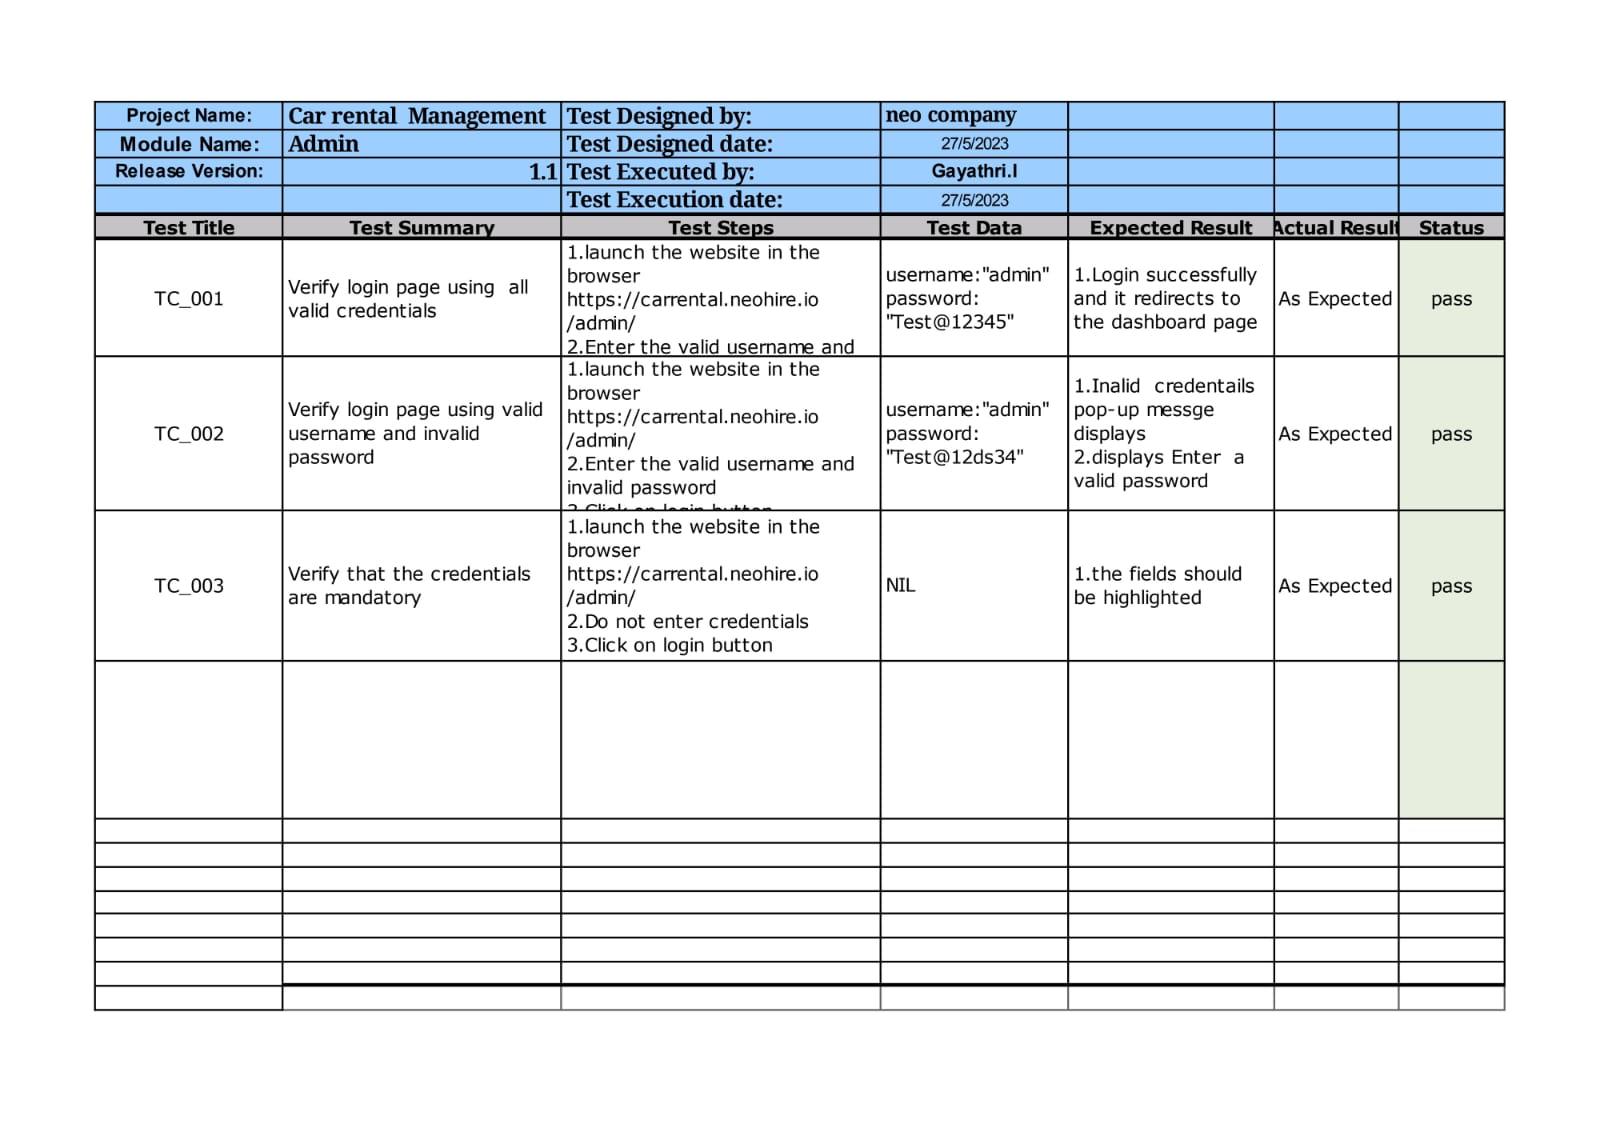 Project Name: Car rental  Management Test Designed by: neo company
Module Name: Admin Test Designed date: 27/5/2023
Release Version: 1.1 Test Executed by: Gayathri.I
Test Execution date: 27/5/2023
Test Title Test Summary Test Steps Test Data Expected Result Actual Result Status
TC_001
Verify login page using  all
valid credentials
1.launch the website in the
browser
https://carrental.neohire.io
/admin/
2.Enter the valid username and
username:"admin"
password:
"Test@12345"
1.Login successfully
and it redirects to
the dashboard page
As Expected
pass
TC_002
Verify login page using valid
username and invalid
password
1.launch the website in the
browser
https://carrental.neohire.io
/admin/
2.Enter the valid username and
invalid password
3.Click on login button
username:"admin"
password:
"Test@12ds34"
1.Inalid  credentails
pop-up messge
displays
2.displays Enter  a
valid password
As Expected
pass
TC_003
Verify that the credentials
are mandatory
1.launch the website in the
browser
https://carrental.neohire.io
/admin/
2.Do not enter credentials
3.Click on login button
NIL
1.the fields should
be highlighted
As Expected
pass